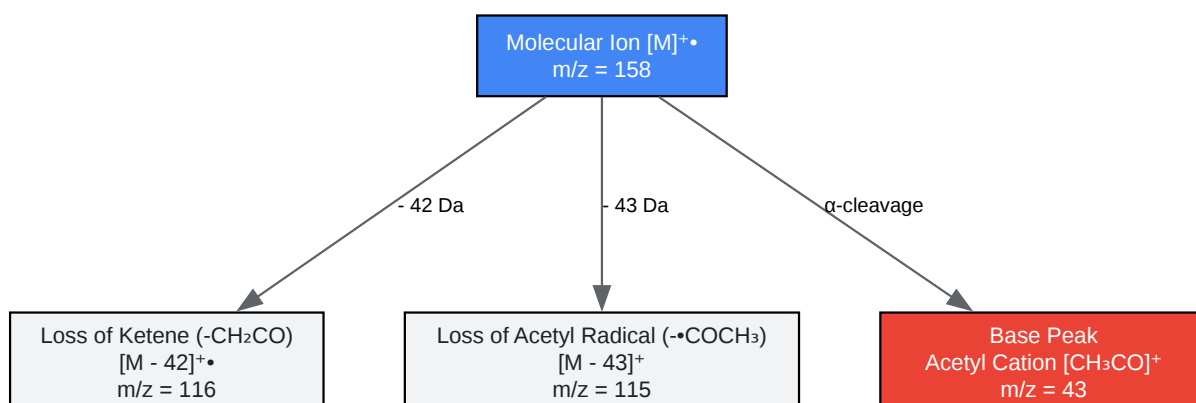 Molecular Ion [M]⁺•
m/z = 158
- 42 Da
- 43 Da
α-cleavage
Loss of Ketene (-CH₂CO)
[M - 42]⁺•
m/z = 116
Loss of Acetyl Radical (-•COCH₃)
[M - 43]⁺
m/z = 115
Base Peak
Acetyl Cation [CH₃CO]⁺
m/z = 43